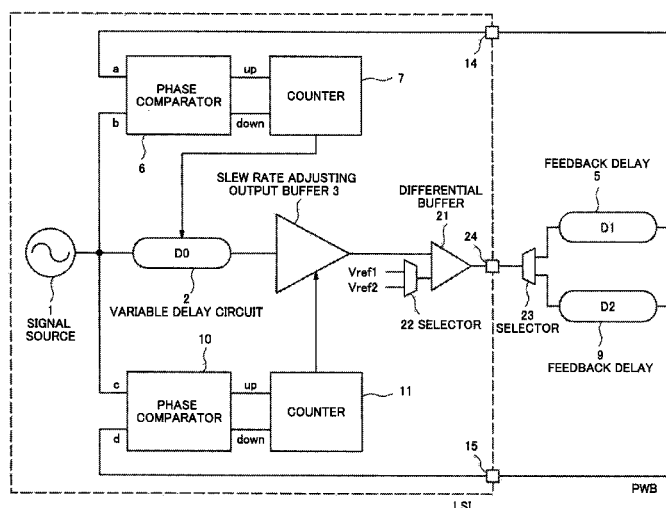 14
a
up
PHASE
COMPARATOR
b
down
6
COUNTER
7
SLEW RATE ADJUSTING
OUTPUT BUFFER 3
DIFFERENTIAL
BUFFER
21
24
FEEDBACK DELAY
5
D1
D0
2
VARIABLE DELAY CIRCUIT
1
SIGNAL
SOURCE
Vref1
Vref2
22 SELECTOR
23
SELECTOR
D2
9
FEEDBACK DELAY
10
c
up
PHASE
COMPARATOR
d
down
COUNTER
11
15
LSI
PWB